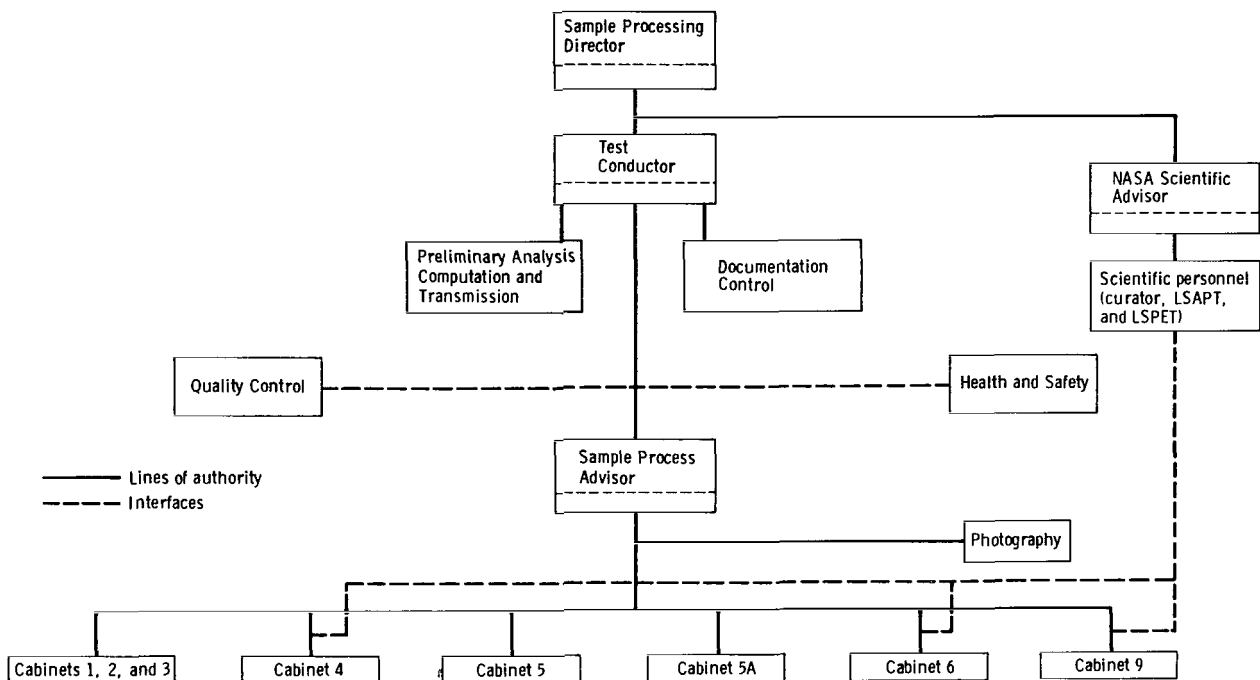 Sample Processing
Director
Test
Conductor
NASA Scientific
Advisor
Preliminary Analysis
Computation and
Transmission
Documentation
Control
Scientific personnel
(curator, LSAPT,
and LSPET)
Quality Control
Health and Safety
Sample Process
Advisor
Lines of authority
Interfaces
Photography
Cabinets 1, 2, and 3
Cabinet 4
Cabinet 5
Cabinet 5A
Cabinet 6
Cabinet 9